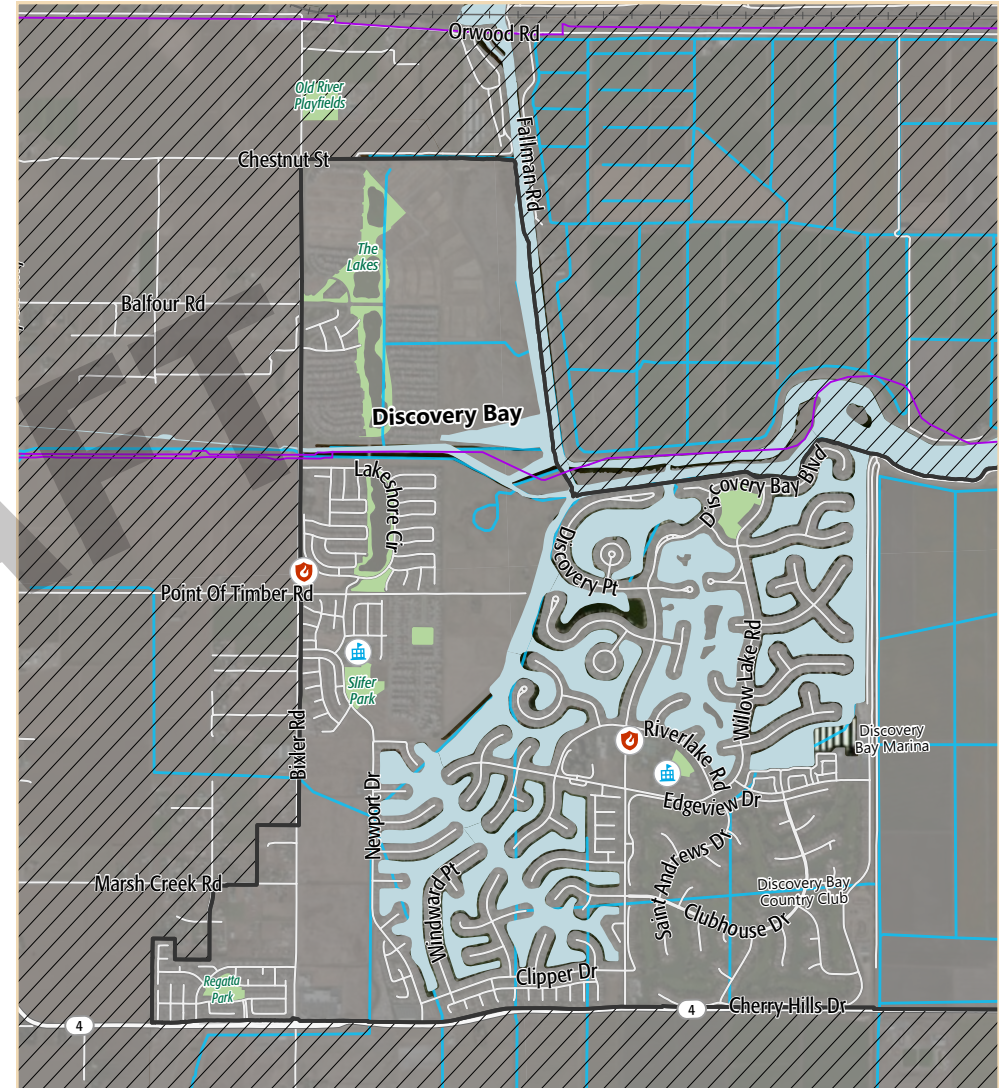 Orwood Rd
Old River
Playfields
Fallman Rd
Chestnut St
The
Lakes
Balfour Rd
Discovery Bay
Lakeshore Cir
Discovery Bay Blvd
Discovery Pt
Point Of Timber Rd
Slifer
Park
Willow Lake Rd
Bixler Rd
Riverlake Rd
Discovery
Bay Marina
Newport Dr
Edgeview Dr
Saint Andrews Dr
Windward Pt
Marsh Creek Rd
Discovery Bay
Country Club
Clubhouse Dr
Regatta
Park
Clipper Dr
4
4
Cherry Hills Dr